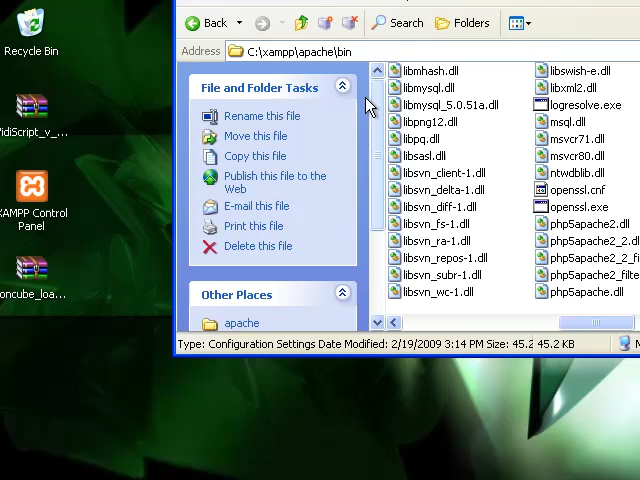 Recycle Bin
VidiScript_v_...
XAMPP Control
Panel
ioncube_loa...
Back
Search
Folders
Address
C:\xampp\apache\bin
File and Folder Tasks
Rename this file
Move this file
Copy this file
Publish this file to the
Web
E-mail this file
Print this file
Delete this file
Other Places
apache
libmhash.dll
libmysql.dll
libmysql_5.0.51a.dll
libpng12.dll
libpq.dll
libsasl.dll
libsvn_client-1.dll
libsvn_delta-1.dll
libsvn_diff-1.dll
libsvn_fs-1.dll
libsvn_ra-1.dll
libsvn_repos-1.dll
libsvn_subr-1.dll
libsvn_wc-1.dll
libswish-e.dll
libxml2.dll
logresolve.exe
msql.dll
msvcr71.dll
msvcr80.dll
ntwdblib.dll
openssl.cnf
openssl.exe
php5apache2.dll
php5apache2_2.d
php5apache2_2_fi
php5apache2_filte
php5apache.dll
Type: Configuration Settings Date Modified: 2/19/2009 3:14 PM Size: 45.2
45.2 KB